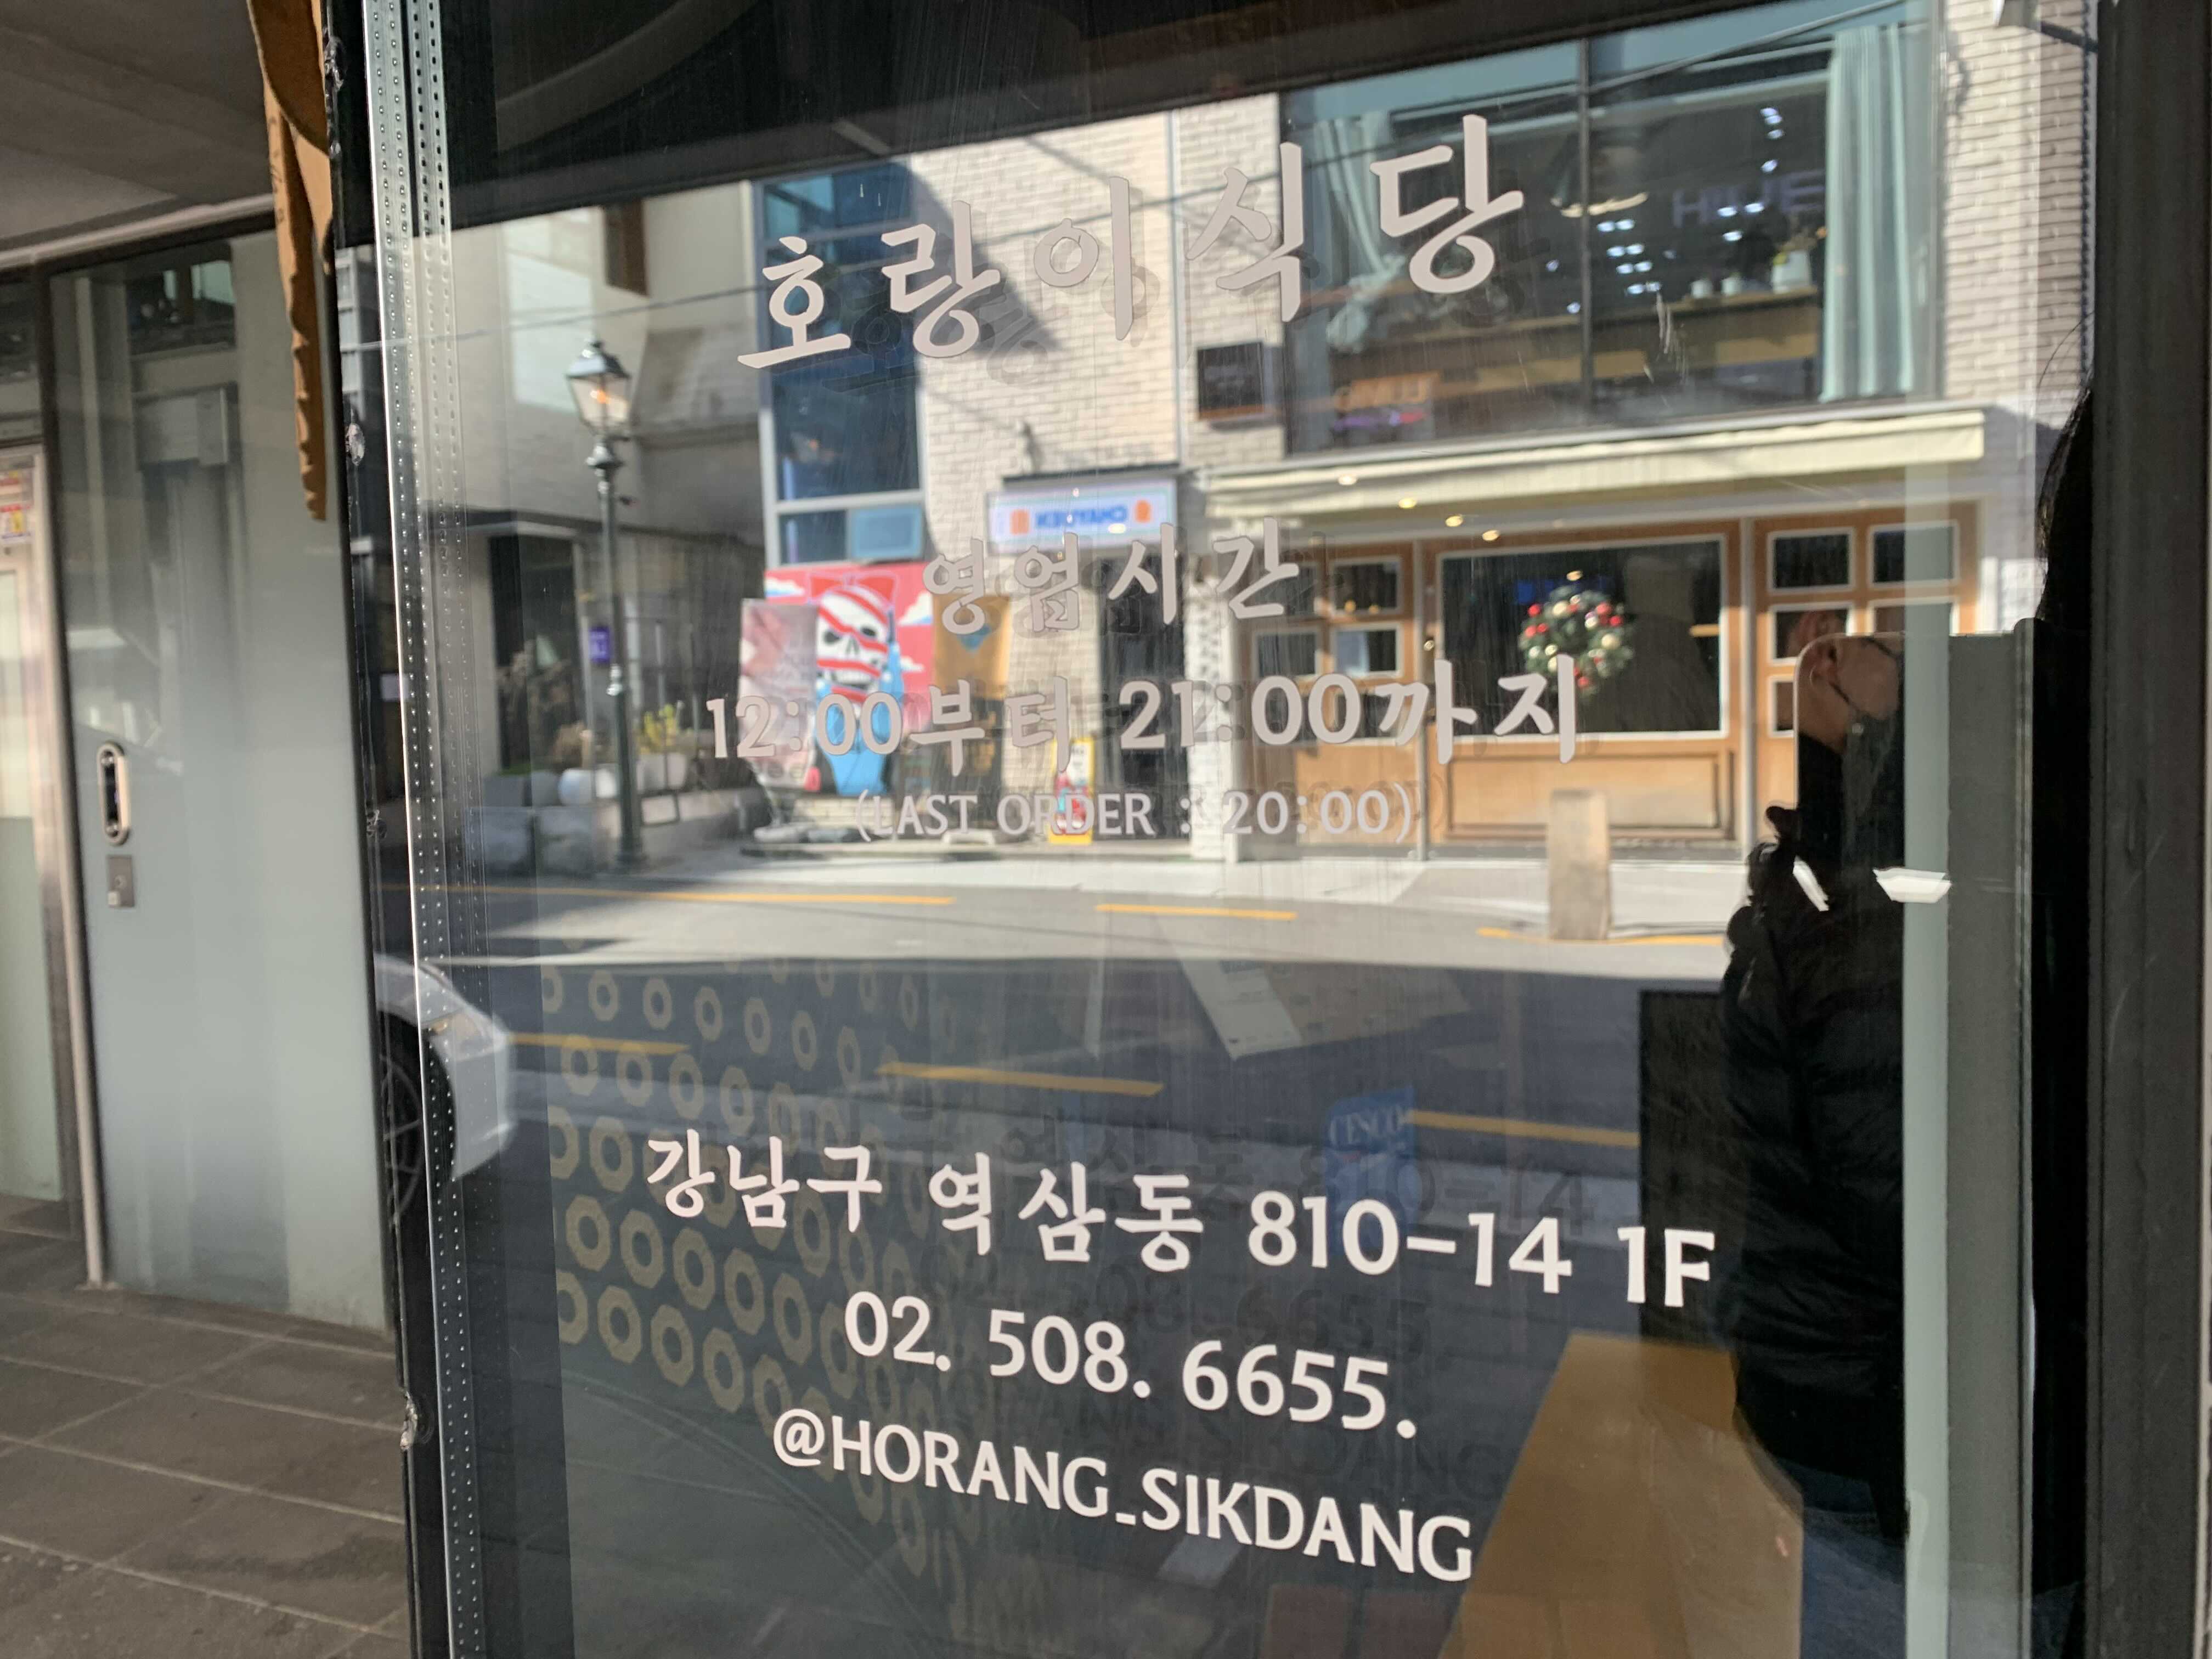 호랑이식당
영업시간
12:00부터 21:00까지
(LAST ORDER : 20:00)
CESCO
강남구 역삼동 810-14 1F
02. 508. 6655.
@HORANG_SIKDANG